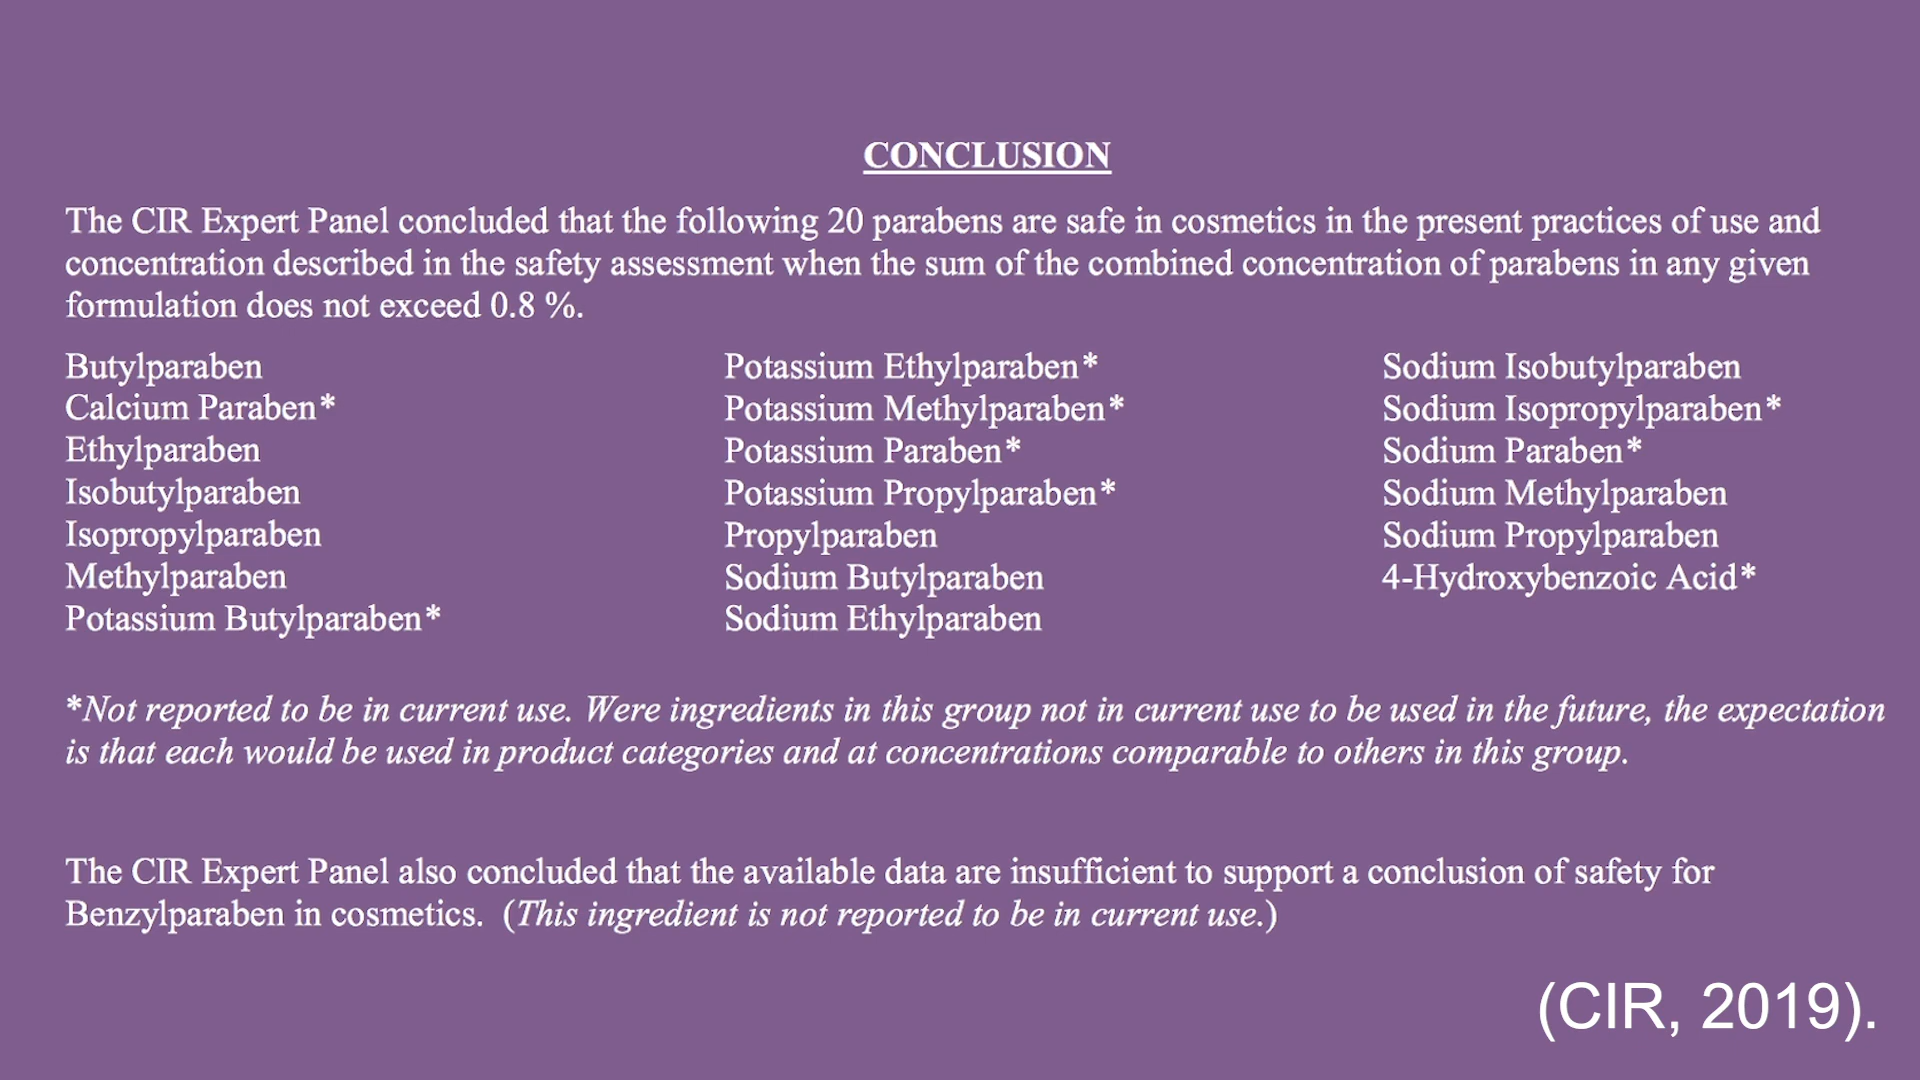 CONCLUSION
The CIR Expert Panel concluded that the following 20 parabens are safe in cosmetics in the present practices of use and
concentration described in the safety assessment when the sum of the combined concentration of parabens in any given
formulation does not exceed 0.8 %.
Butylparaben
Calcium Paraben*
Ethylparaben
Isobutylparaben
Isopropylparaben
Methylparaben
Potassium Butylparaben*
Potassium Ethylparaben*
Potassium Methylparaben*
Potassium Paraben*
Potassium Propylparaben*
Propylparaben
Sodium Butylparaben
Sodium Ethylparaben
Sodium Isobutylparaben
Sodium Isopropylparaben*
Sodium Paraben*
Sodium Methylparaben
Sodium Propylparaben
4-Hydroxybenzoic Acid*
*Not reported to be in current use. Were ingredients in this group not in current use to be used in the future, the expectation
is that each would be used in product categories and at concentrations comparable to others in this group.
The CIR Expert Panel also concluded that the available data are insufficient to support a conclusion of safety for
Benzylparaben in cosmetics. (This ingredient is not reported to be in current use.)
(CIR, 2019).